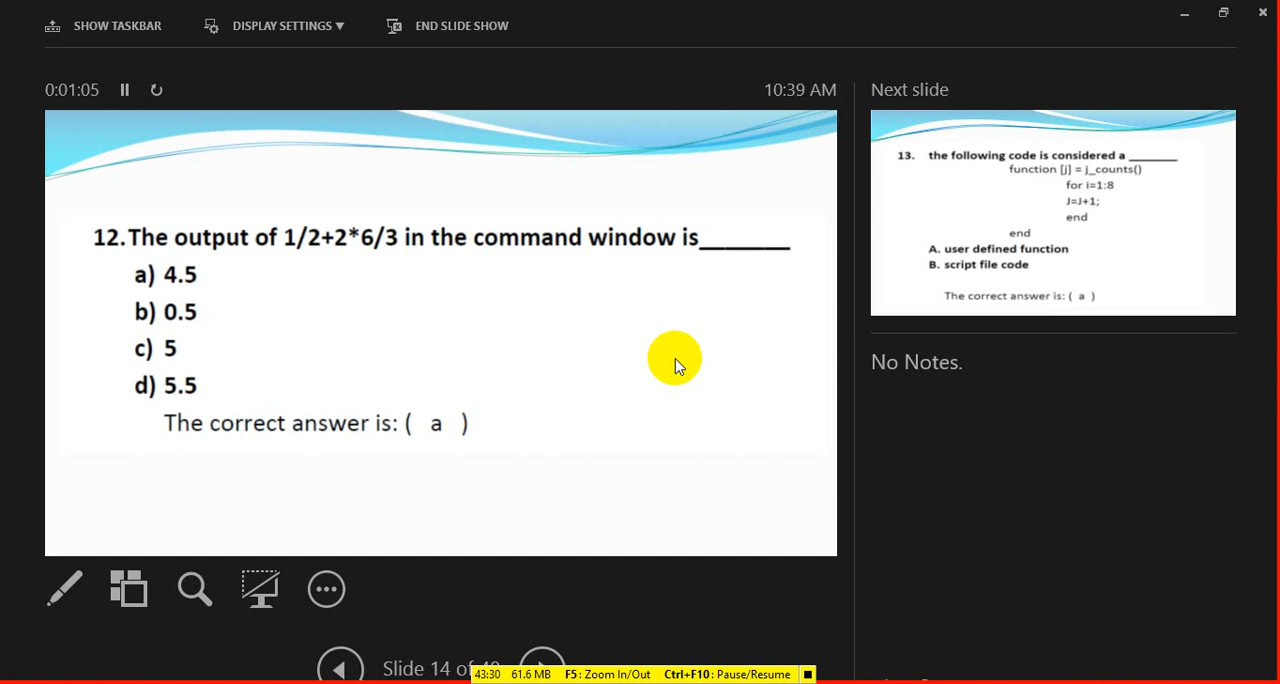 SHOW TASKBAR DISPLAY SETTINGS ▼ END SLIDE SHOW
0:01:05 10:39 AM
12. The output of 1/2+2*6/3 in the command window is_______
a) 4.5
b) 0.5
c) 5
d) 5.5
The correct answer is: ( a )
Next slide
13. the following code is considered a _______
function [j] = j_counts()
for i=1:8
J=J+1;
end
end
A. user defined function
B. script file code
The correct answer is: ( a )
No Notes.
Slide 14 of
43:30 61.6 MB F5: Zoom In/Out Ctrl+F10: Pause/Resume